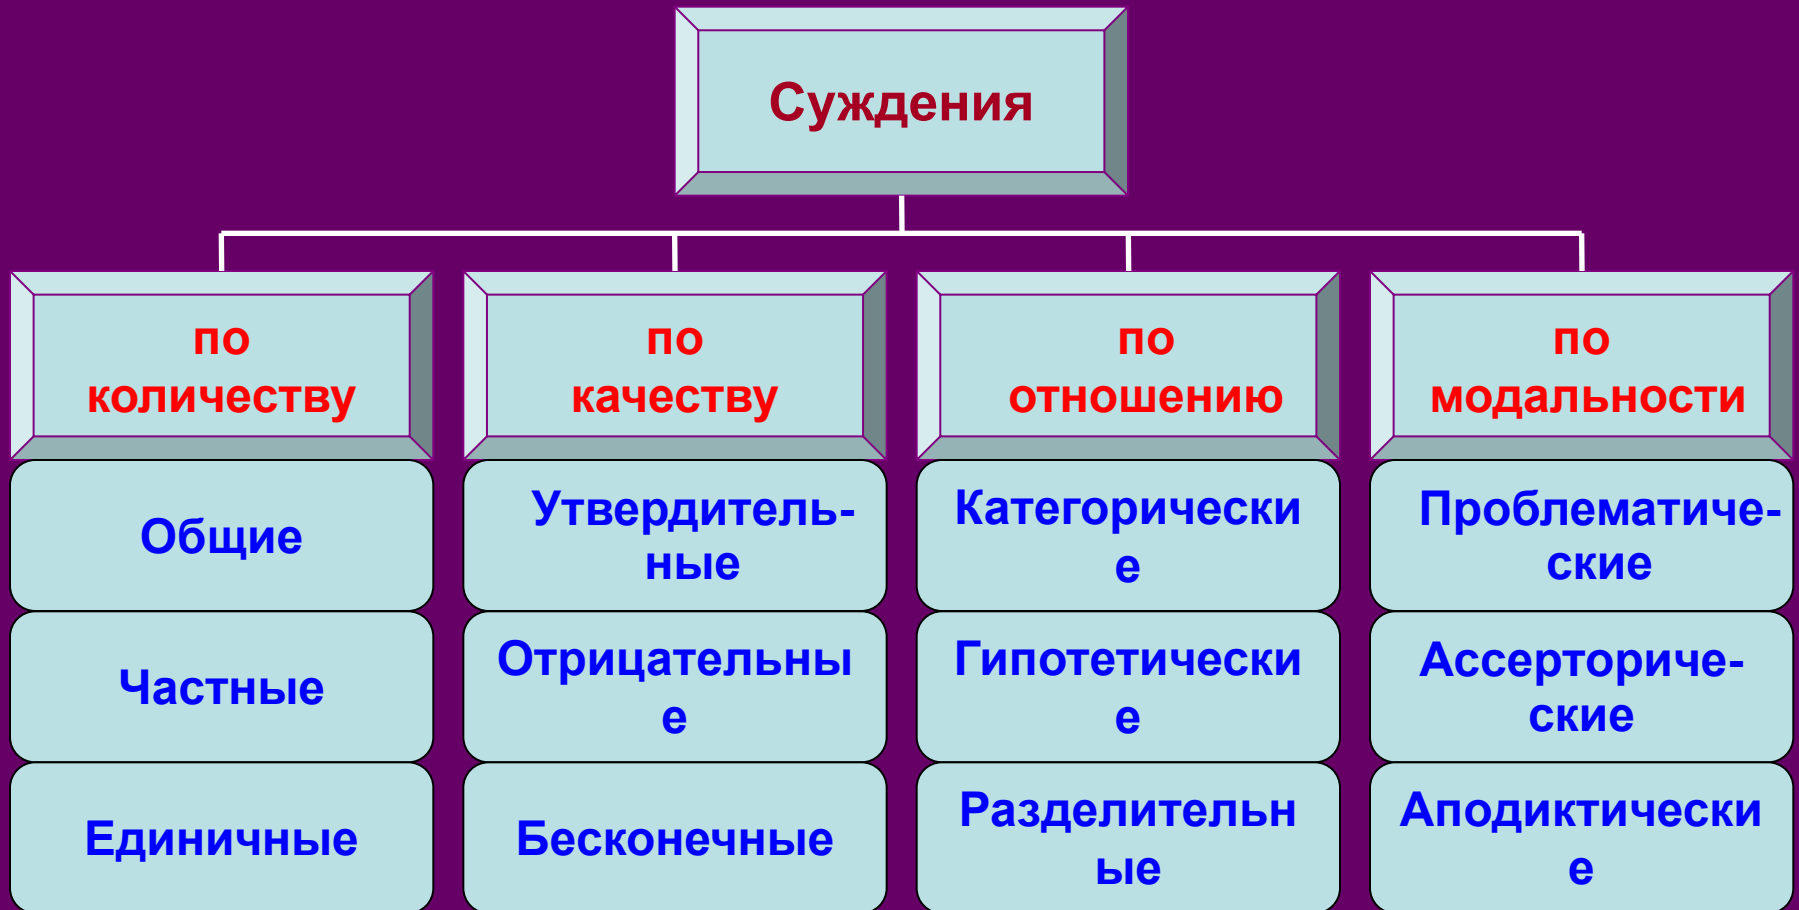 Суждения
по
количеству
по
качеству
по
отношению
по
модальности
Общие
Утвердитель-
ные
Категорически
е
Проблематиче-
ские
Частные
Отрицательны
е
Гипотетически
е
Ассерториче-
ские
Единичные
Бесконечные
Разделительн
ые
Аподиктически
е